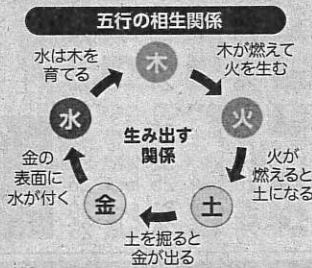 五行の相生関係
木
木が燃えて
火を生む
火
火が
燃えると
土になる
土
土を掘ると
金が出る
金
金の
表面に
水が付く
水
水は木を
育てる
生み出す
関係